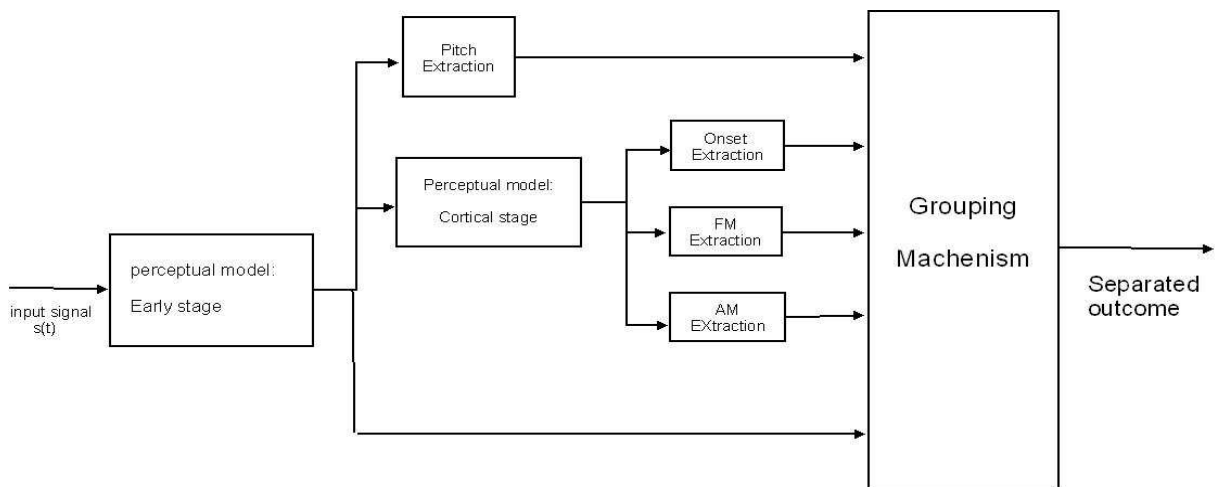 Pitch
Extraction
Onset
Extraction
Perceptual model:
Cortical stage
FM
Extraction
Grouping
Machenism
perceptual model:
Early stage
input signal
s(t)
AM
EXtraction
Separated
outcome